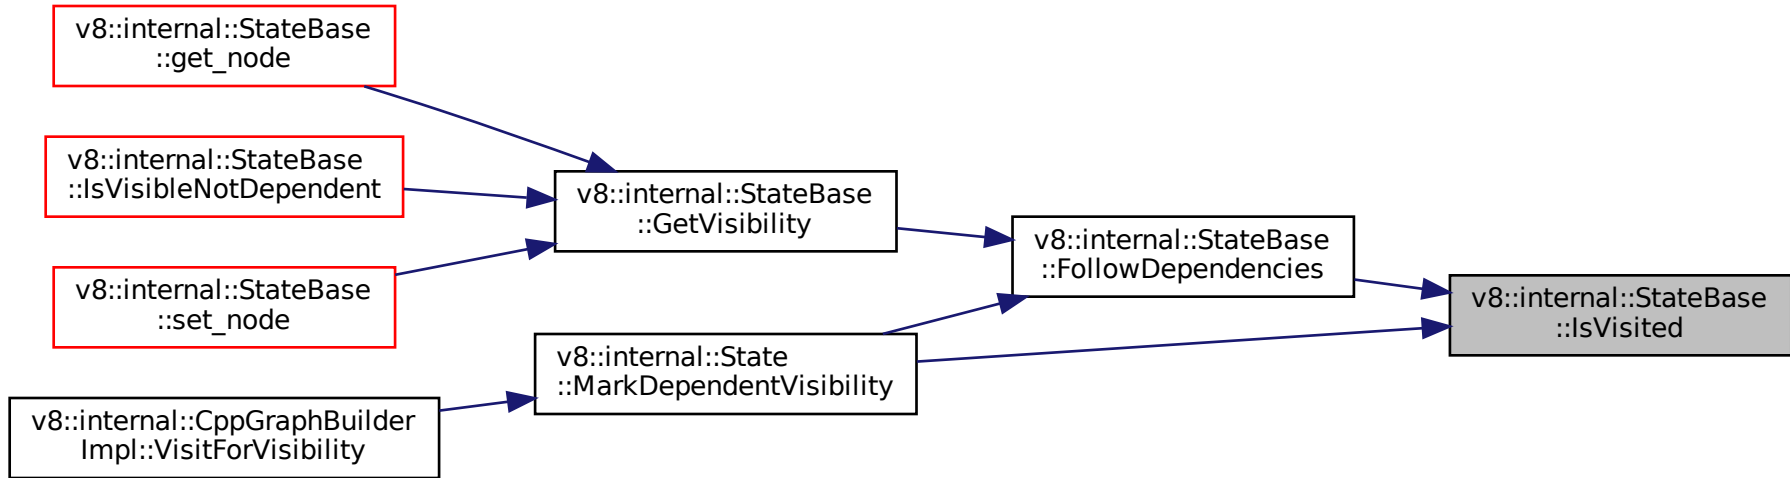 v8::internal::StateBase
::get_node
v8::internal::StateBase
::IsVisibleNotDependent
v8::internal::StateBase
::set_node
v8::internal::CppGraphBuilder
Impl::VisitForVisibility
v8::internal::StateBase
::GetVisibility
v8::internal::State
::MarkDependentVisibility
v8::internal::StateBase
::FollowDependencies
v8::internal::StateBase
::IsVisited